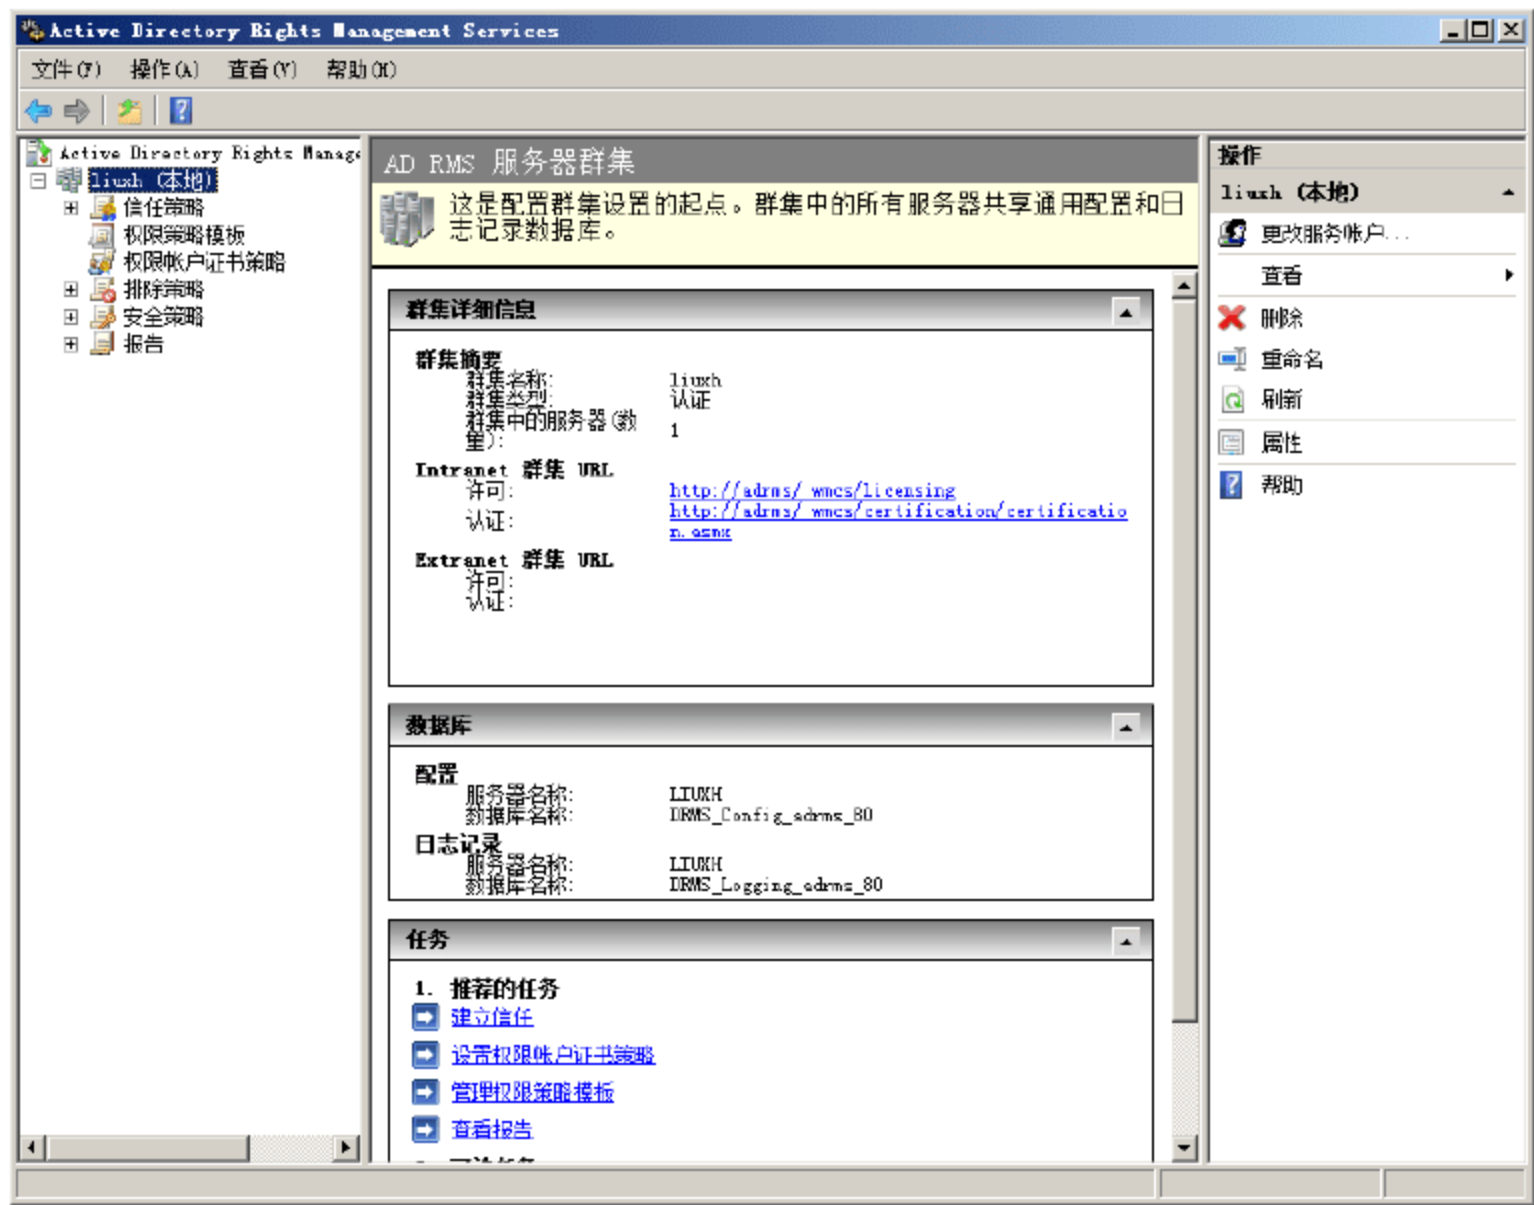 Active Directory Rights Management Services
文件(F) 操作(A) 查看(V) 帮助(H)
Active Directory Rights Manage
liuxh (本地)
信任策略
权限策略模板
权限帐户证书策略
排除策略
安全策略
报告
AD RMS 服务器群集
这是配置群集设置的起点。群集中的所有服务器共享通用配置和日
志记录数据库。
群集详细信息
群集摘要
群集名称: liuxh
群集类型: 认证
群集中的服务器(数
量): 1
Intranet 群集 URL
许可: http://adrms/_wmcs/licensing
认证: http://adrms/_wmcs/certification/certificatio
n.asmx
Extranet 群集 URL
许可:
认证:
数据库
配置
服务器名称: LIUXH
数据库名称: DRMS_Config_adrms_80
日志记录
服务器名称: LIUXH
数据库名称: DRMS_Logging_adrms_80
任务
1. 推荐的任务
建立信任
设置权限帐户证书策略
管理权限策略模板
查看报告
操作
liuxh (本地)
更改服务帐户...
查看
删除
重命名
刷新
属性
帮助